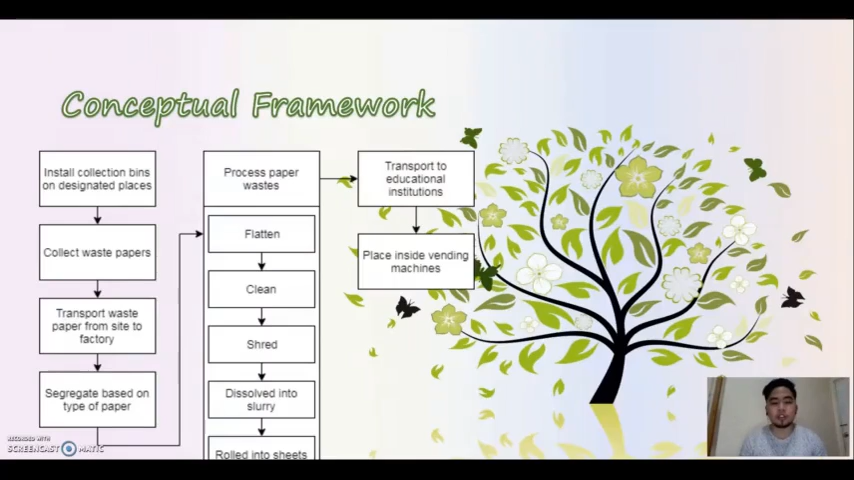 Conceptual Framework
Install collection bins
on designated places
Collect waste papers
Transport waste
paper from site to
factory
Segregate based on
type of paper
Process paper
wastes
Flatten
Clean
Shred
Dissolved into
slurry
Rolled into sheets
Transport to
educational
institutions
Place inside vending
machines
RECORDED WITH
SCREENCAST MATIC